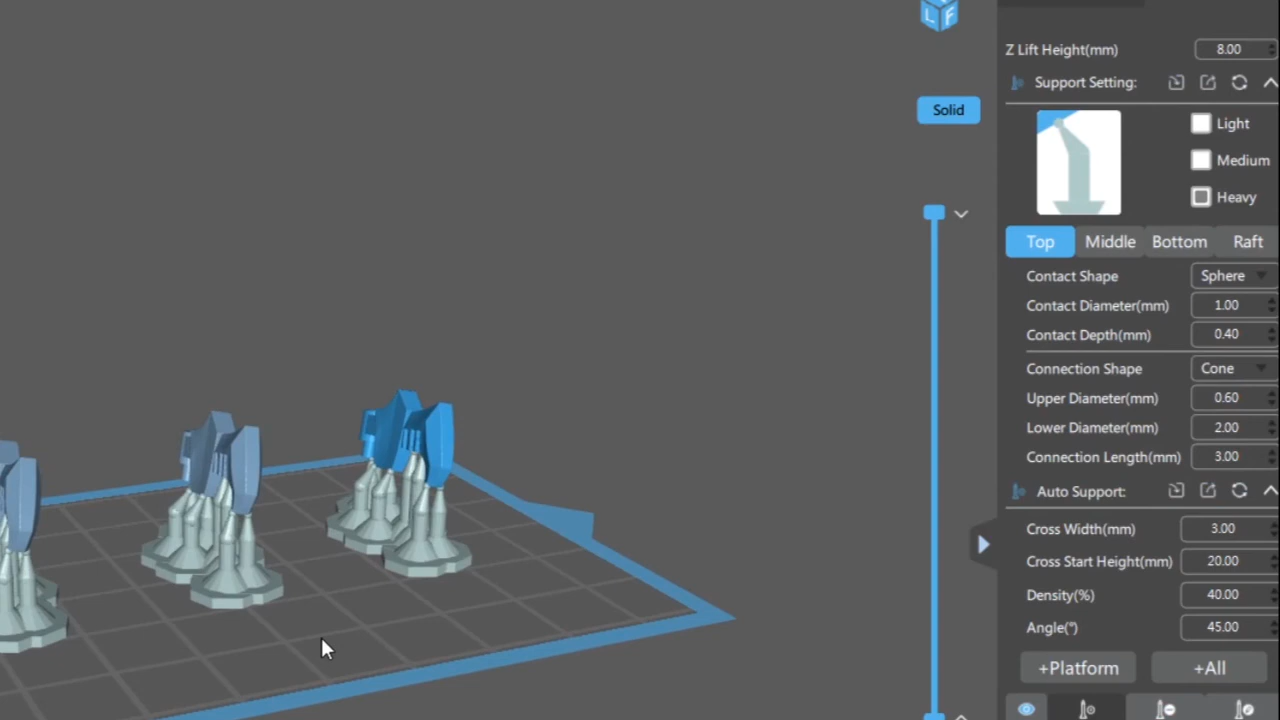 L F
Z Lift Height(mm) 8.00
Support Setting:
Solid
Light
Medium
Heavy
Top Middle Bottom Raft
Contact Shape Sphere
Contact Diameter(mm) 1.00
Contact Depth(mm) 0.40
Connection Shape Cone
Upper Diameter(mm) 0.60
Lower Diameter(mm) 2.00
Connection Length(mm) 3.00
Auto Support:
Cross Width(mm) 3.00
Cross Start Height(mm) 20.00
Density(%) 40.00
Angle(°) 45.00
+Platform +All